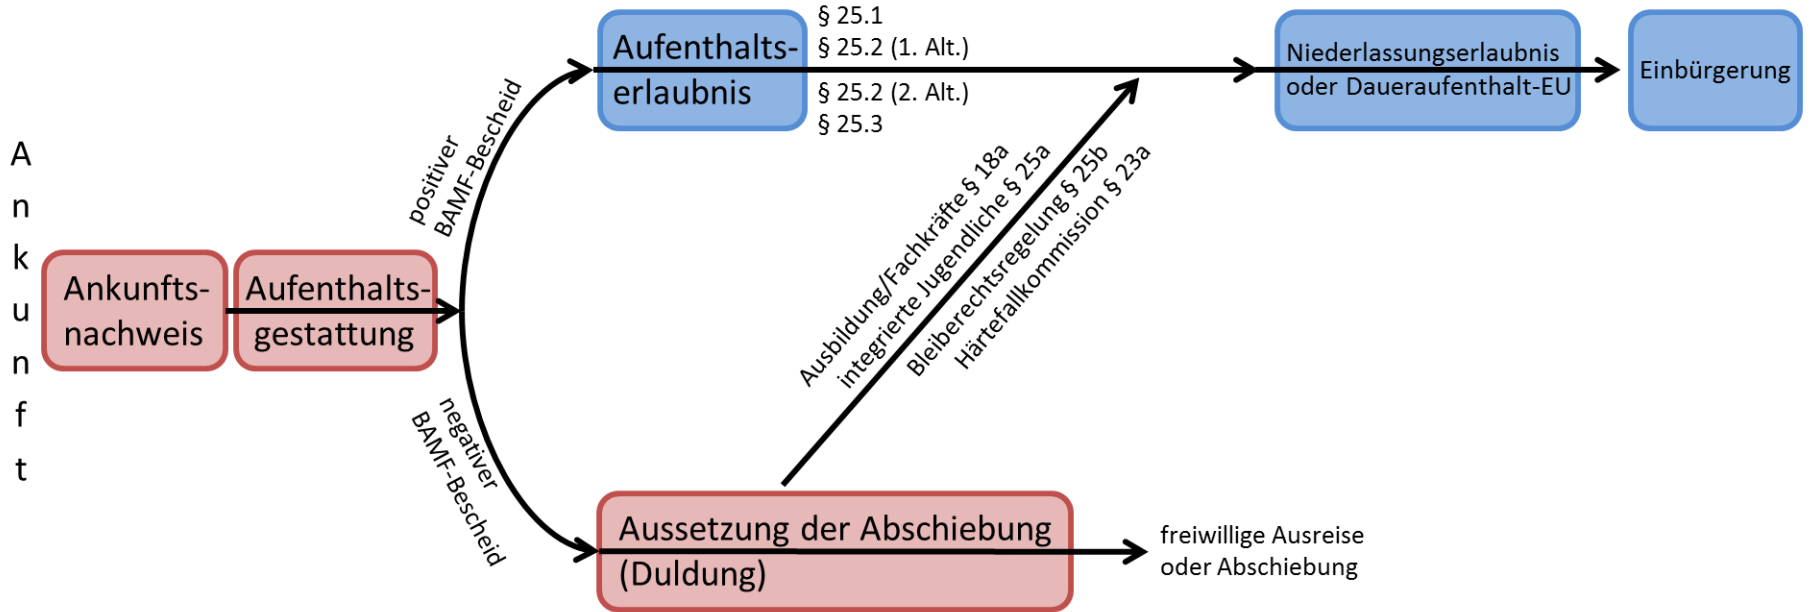 Ankunft
Ankunfts-
nachweis
Aufenthalts-
gestattung
positiver
BAMF-Bescheid
negativer
BAMF-Bescheid
Aufenthalts-
erlaubnis
§ 25.1
§ 25.2 (1. Alt.)
§ 25.2 (2. Alt.)
§ 25.3
Ausbildung/Fachkräfte § 18a
integrierte Jugendliche § 25a
Bleiberechtsregelung § 25b
Härtefallkommission § 23a
Niederlassungserlaubnis
oder Daueraufenthalt-EU
Einbürgerung
Aussetzung der Abschiebung
(Duldung)
freiwillige Ausreise
oder Abschiebung